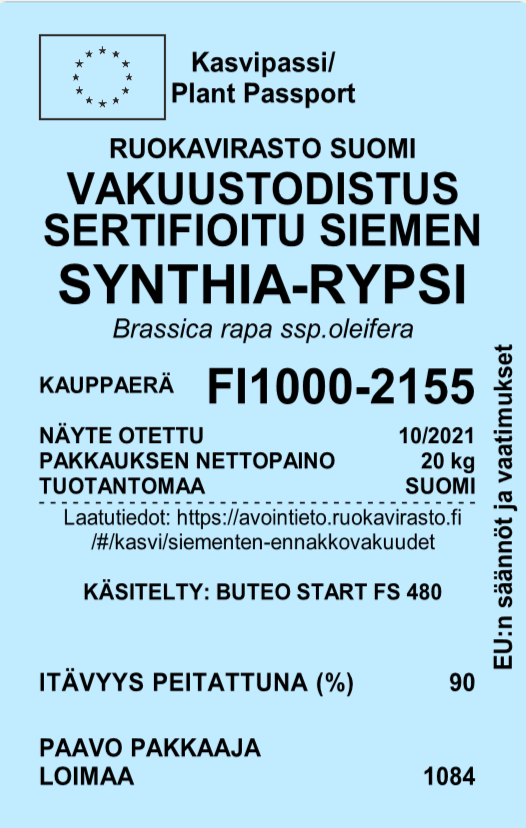 Kasvipassi/
Plant Passport
RUOKAVIRASTO SUOMI
VAKUUSTODISTUS
SERTIFIOITU SIEMEN
SYNTHIA-RYPSI
Brassica rapa ssp.oleifera
KAUPPAERÄ FI1000-2155
NÄYTE OTETTU 10/2021
PAKKAUKSEN NETTOPAINO 20 kg
TUOTANTOMAA SUOMI
Laatutiedot: https://avointieto.ruokavirasto.fi
/#/kasvi/siementen-ennakkovakuudet
KÄSITELTY: BUTEO START FS 480
ITÄVYYS PEITATTUNA (%) 90
PAAVO PAKKAAJA
LOIMAA 1084
EU:n säännöt ja vaatimukset